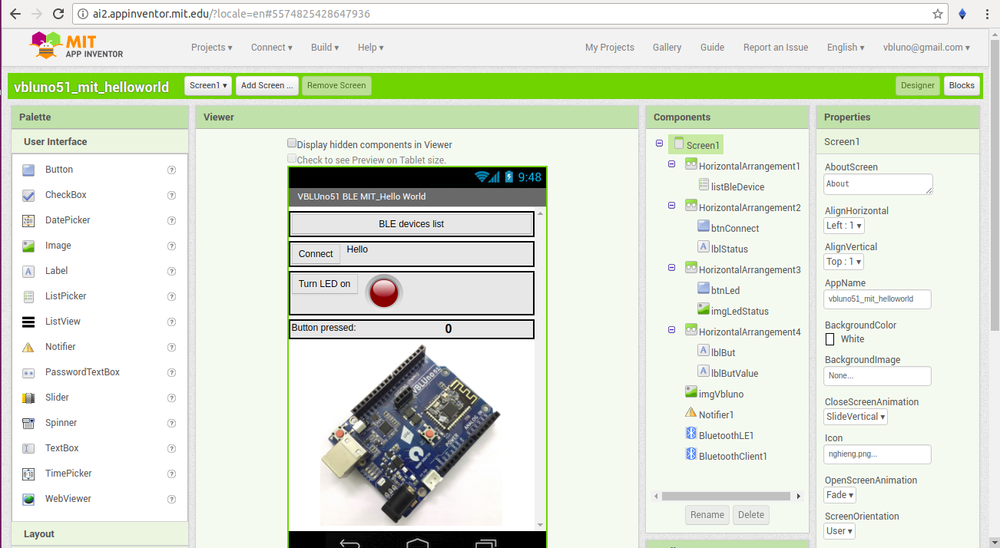 ai2.appinventor.mit.edu/?locale=en#5574825428647936
MIT
APP INVENTOR
Projects ▾ Connect ▾ Build ▾ Help ▾ My Projects Gallery Guide Report an Issue English ▾ vbluno@gmail.com ▾
vbluno51_mit_helloworld Screen1 ▾ Add Screen ... Remove Screen Designer Blocks
Palette
User Interface
Button ?
CheckBox ?
DatePicker ?
Image ?
Label ?
ListPicker ?
ListView ?
Notifier ?
PasswordTextBox ?
Slider ?
Spinner ?
TextBox ?
TimePicker ?
WebViewer ?
Layout
Viewer
Display hidden components in Viewer
Check to see Preview on Tablet size.
9:48
VBLUno51 BLE MIT_Hello World
BLE devices list
Connect Hello
Turn LED on
Button pressed: 0
VBLUno51
ANALOG IN
POWER
Components
Screen1
HorizontalArrangement1
listBleDevice
HorizontalArrangement2
btnConnect
lblStatus
HorizontalArrangement3
btnLed
imgLedStatus
HorizontalArrangement4
lblBut
lblButValue
imgVbluno
Notifier1
BluetoothLE1
BluetoothClient1
Rename Delete
Properties
Screen1
AboutScreen
About
AlignHorizontal
Left : 1 ▾
AlignVertical
Top : 1 ▾
AppName
vbluno51_mit_helloworld
BackgroundColor
White
BackgroundImage
None...
CloseScreenAnimation
SlideVertical ▾
Icon
nghieng.png...
OpenScreenAnimation
Fade ▾
ScreenOrientation
User ▾